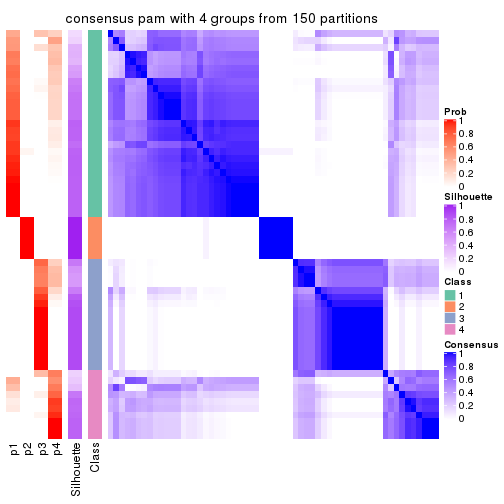 consensus pam with 4 groups from 150 partitions
Prob
1
0.8
0.6
0.4
0.2
0
Silhouette
1
0.8
0.6
0.4
0.2
0
Class
1
2
3
4
Consensus
1
0.8
0.6
0.4
0.2
0
p1
p2
p3
p4
Silhouette
Class